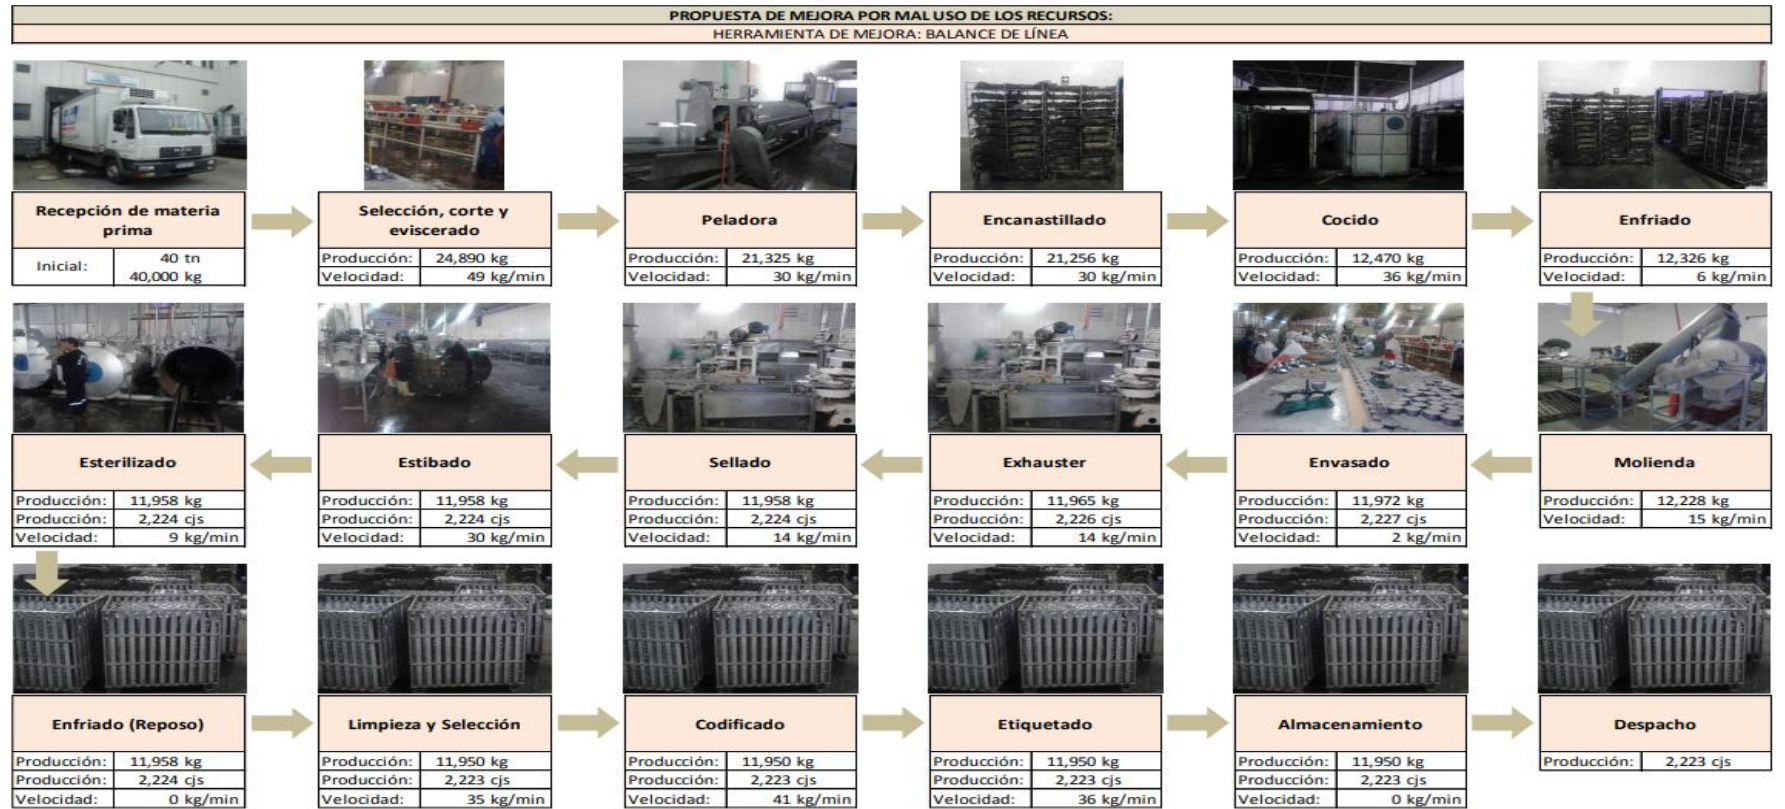 PROPUESTA DE MEJORA POR MAL USO DE LOS RECURSOS:
HERRAMIENTA DE MEJORA: BALANCE DE LÍNEA
Recepción de materia
prima
Inicial:
40 tn
40,000 kg
Selección, corte y
eviscerado
Producción: 24,890 kg
Velocidad: 49 kg/min
Peladora
Producción: 21,325 kg
Velocidad: 30 kg/min
Encanastillado
Producción: 21,256 kg
Velocidad: 30 kg/min
Cocido
Producción: 12,470 kg
Velocidad: 36 kg/min
Enfriado
Producción: 12,326 kg
Velocidad: 6 kg/min
Molienda
Producción: 12,228 kg
Velocidad: 15 kg/min
Envasado
Producción: 11,972 kg
Producción: 2,227 cjs
Velocidad: 2 kg/min
Exhauster
Producción: 11,965 kg
Producción: 2,226 cjs
Velocidad: 14 kg/min
Sellado
Producción: 11,958 kg
Producción: 2,224 cjs
Velocidad: 14 kg/min
Estibado
Producción: 11,958 kg
Producción: 2,224 cjs
Velocidad: 30 kg/min
Esterilizado
Producción: 11,958 kg
Producción: 2,224 cjs
Velocidad: 9 kg/min
Enfriado (Reposo)
Producción: 11,958 kg
Producción: 2,224 cjs
Velocidad: 0 kg/min
Limpieza y Selección
Producción: 11,950 kg
Producción: 2,223 cjs
Velocidad: 35 kg/min
Codificado
Producción: 11,950 kg
Producción: 2,223 cjs
Velocidad: 41 kg/min
Etiquetado
Producción: 11,950 kg
Producción: 2,223 cjs
Velocidad: 36 kg/min
Almacenamiento
Producción: 11,950 kg
Producción: 2,223 cjs
Velocidad: 0 kg/min
Despacho
Producción: 2,223 cjs